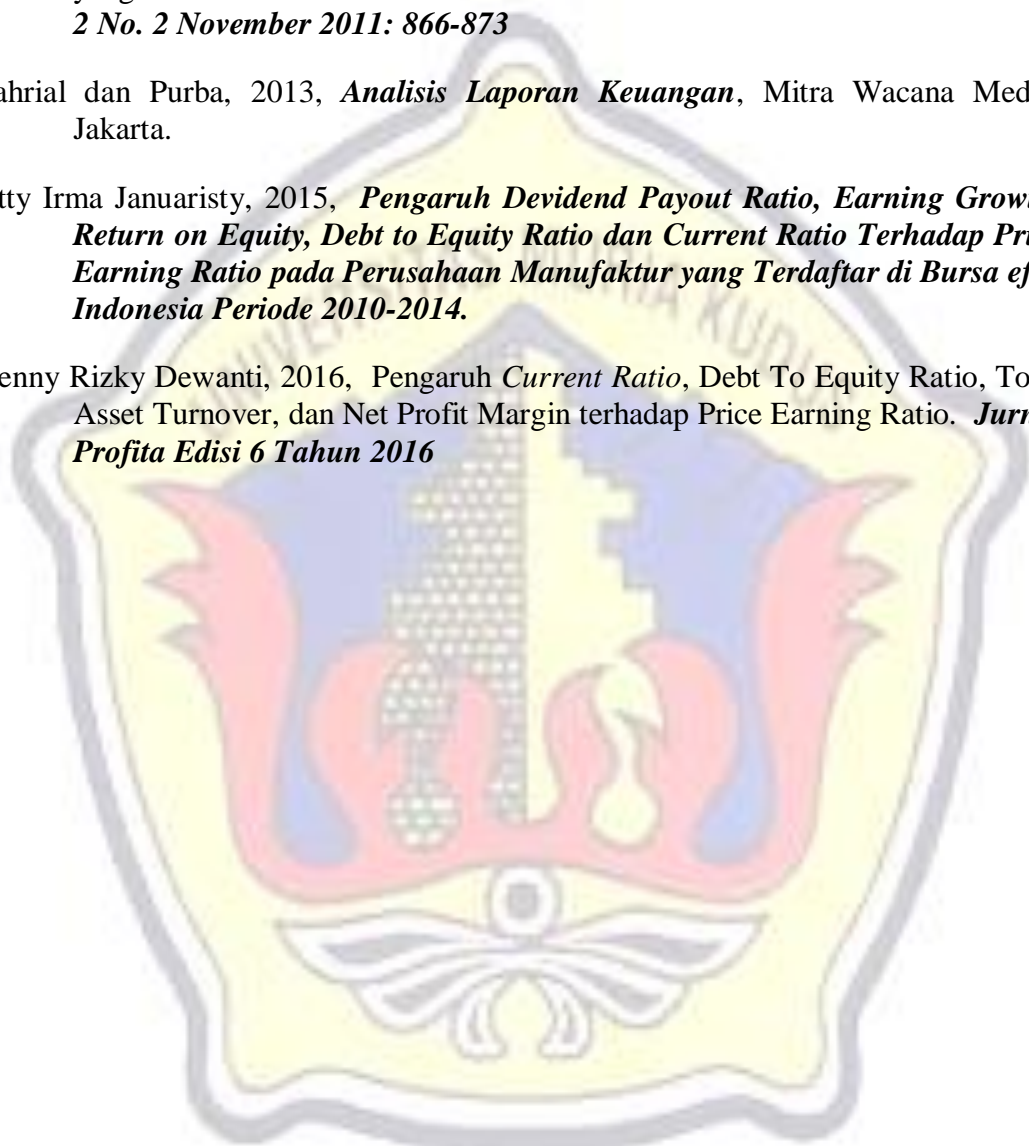 2 No. 2 November 2011: 866-873
ahrial dan Purba, 2013, Analisis Laporan Keuangan, Mitra Wacana Med
Jakarta.
tty Irma Januaristy, 2015, Pengaruh Devidend Payout Ratio, Earning Grow
Return on Equity, Debt to Equity Ratio dan Current Ratio Terhadap Pri
Earning Ratio pada Perusahaan Manufaktur yang Terdaftar di Bursa ef
Indonesia Periode 2010-2014.
enny Rizky Dewanti, 2016, Pengaruh Current Ratio, Debt To Equity Ratio, To
Asset Turnover, dan Net Profit Margin terhadap Price Earning Ratio. Jurn
Profita Edisi 6 Tahun 2016